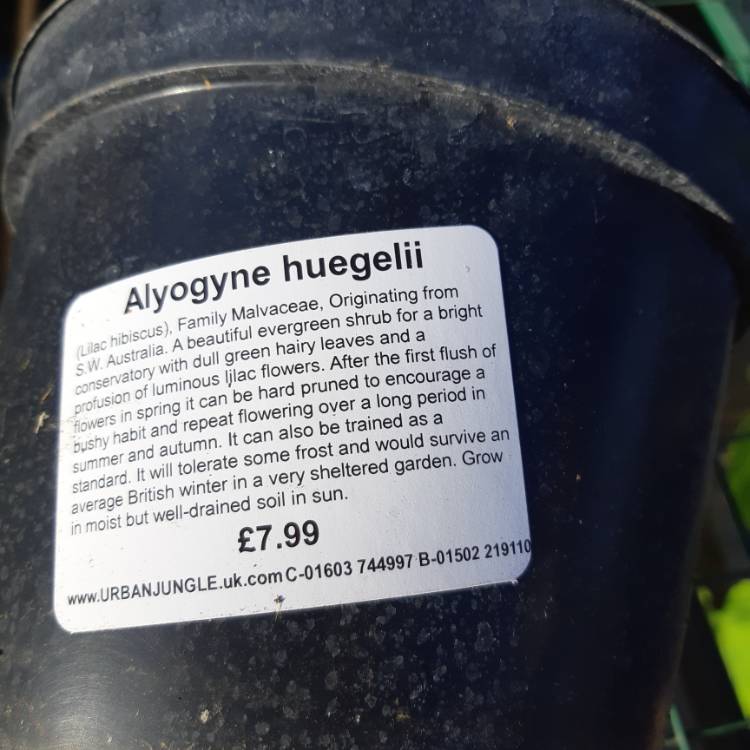 Alyogyne huegelii
(Lilac hibiscus), Family Malvaceae, Originating from
S.W. Australia. A beautiful evergreen shrub for a bright
conservatory with dull green hairy leaves and a
profusion of luminous lilac flowers. After the first flush of
flowers in spring it can be hard pruned to encourage a
bushy habit and repeat flowering over a long period in
summer and autumn. It can also be trained as a
standard. It will tolerate some frost and would survive an
average British winter in a very sheltered garden. Grow
in moist but well-drained soil in sun.
£7.99
www.URBANJUNGLE.uk.com C-01603 744997 B-01502 219110